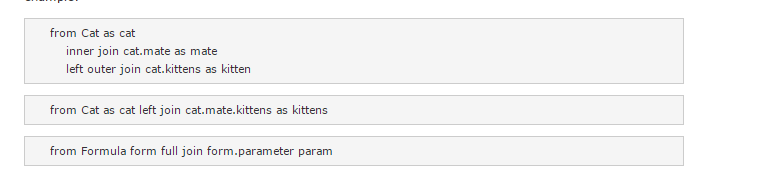 example:
from Cat as cat
inner join cat.mate as mate
left outer join cat.kittens as kitten
from Cat as cat left join cat.mate.kittens as kittens
from Formula form full join form.parameter param